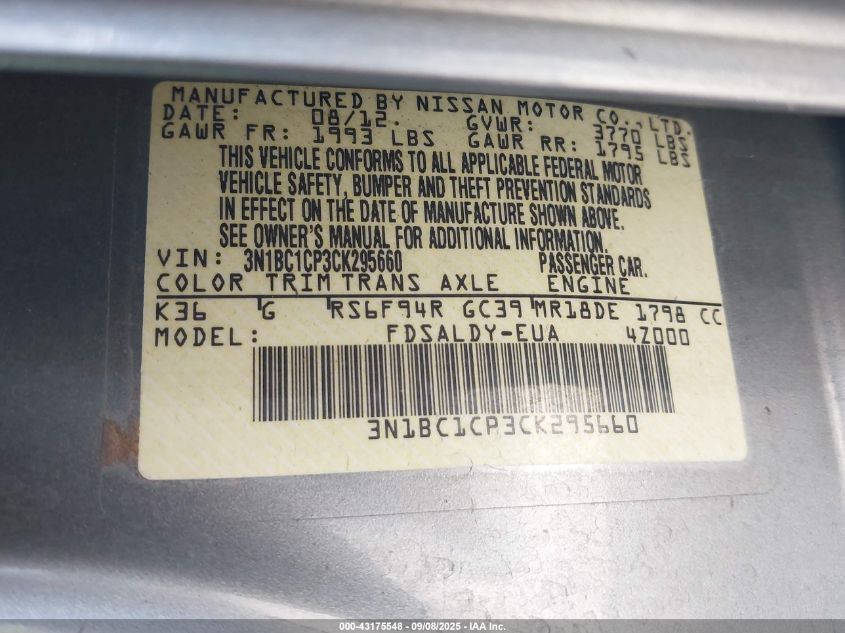 MANUFACTURED BY NISSAN MOTOR CO., LTD.
DATE: 08/12. GVWR: 3770 LBS
GAWR FR: 1993 LBS GAWR RR: 1795 LBS
THIS VEHICLE CONFORMS TO ALL APPLICABLE FEDERAL MOTOR
VEHICLE SAFETY, BUMPER AND THEFT PREVENTION STANDARDS
IN EFFECT ON THE DATE OF MANUFACTURE SHOWN ABOVE.
SEE OWNER'S MANUAL FOR ADDITIONAL INFORMATION.
VIN: 3N1BC1CP3CK295660 PASSENGER CAR.
COLOR TRIM TRANS AXLE ENGINE
K36 G RS6F94R GC39 MR18DE 1798 CC
MODEL: FDSALDY-EUA 4Z000
3N1BC1CP3CK295660
000-43175548 - 09/08/2025 - IAA Inc.